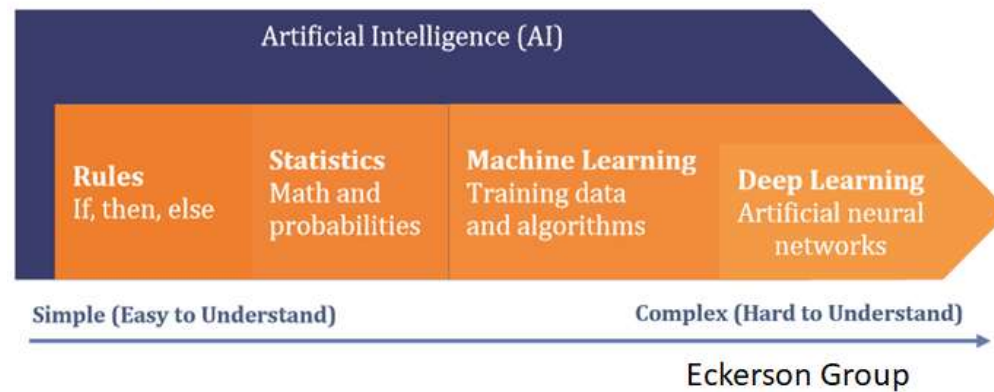 Artificial Intelligence (AI)
Rules
If, then, else
Statistics
Math and
probabilities
Machine Learning
Training data
and algorithms
Deep Learning
Artificial neural
networks
Simple (Easy to Understand)
Complex (Hard to Understand)
Eckerson Group